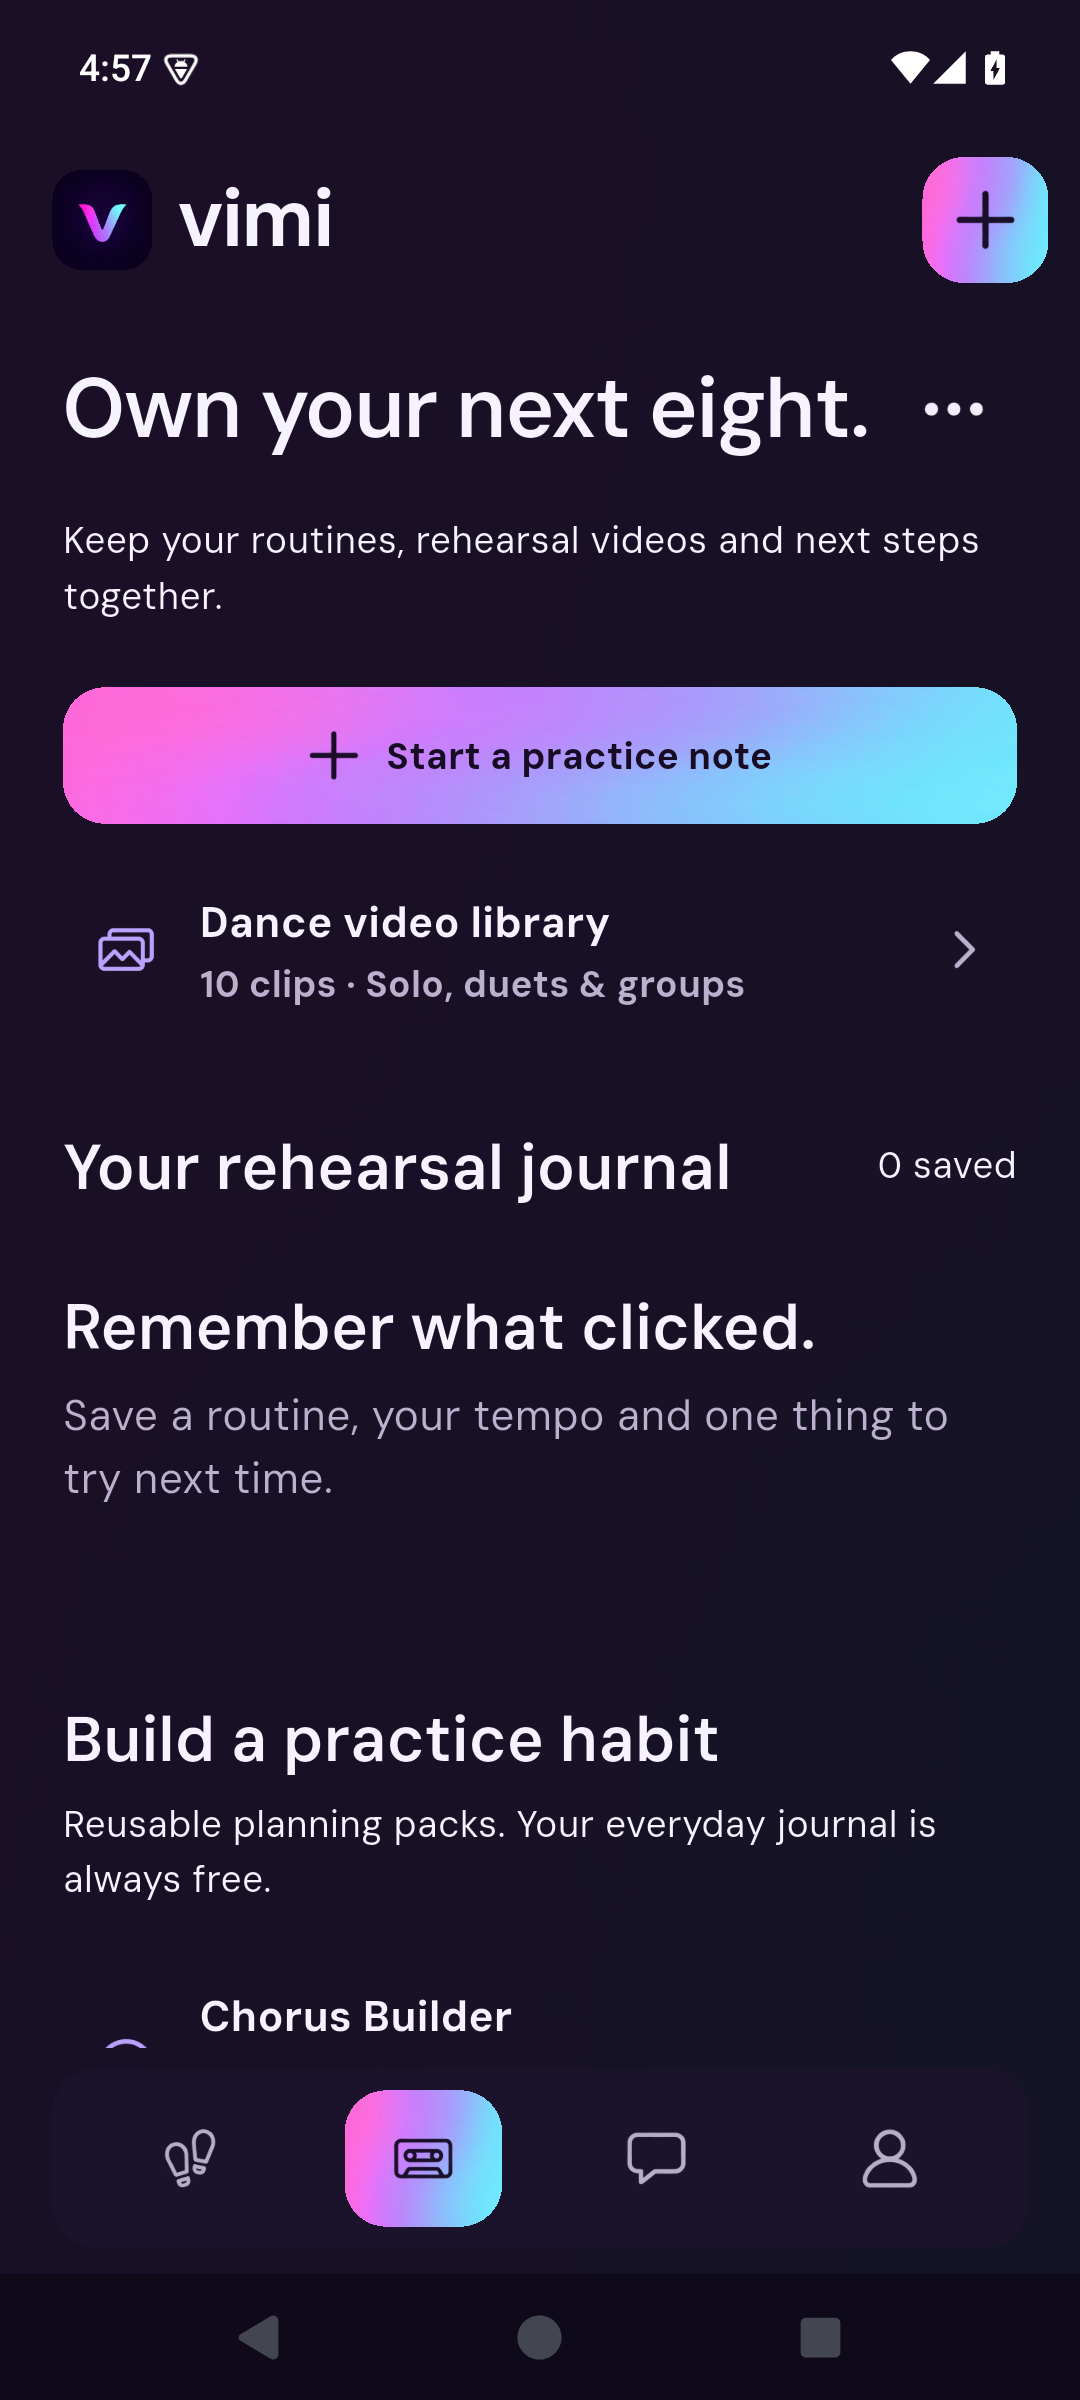 4:57
vimi
Own your next eight.
Keep your routines, rehearsal videos and next steps
together.
Start a practice note
Dance video library
10 clips · Solo, duets & groups
Your rehearsal journal
0 saved
Remember what clicked.
Save a routine, your tempo and one thing to
try next time.
Build a practice habit
Reusable planning packs. Your everyday journal is
always free.
Chorus Builder